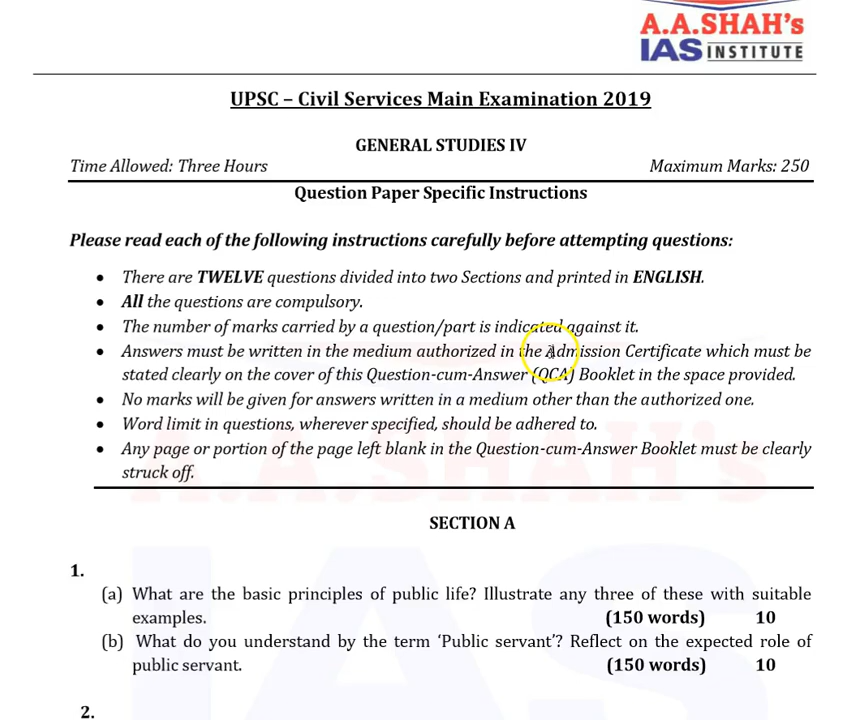 A.A.SHAH's
IAS INSTITUTE
UPSC – Civil Services Main Examination 2019
GENERAL STUDIES IV
Time Allowed: Three Hours Maximum Marks: 250
Question Paper Specific Instructions
Please read each of the following instructions carefully before attempting questions:
• There are TWELVE questions divided into two Sections and printed in ENGLISH.
• All the questions are compulsory.
• The number of marks carried by a question/part is indicated against it.
• Answers must be written in the medium authorized in the Admission Certificate which must be
stated clearly on the cover of this Question-cum-Answer (QCA) Booklet in the space provided.
• No marks will be given for answers written in a medium other than the authorized one.
• Word limit in questions, wherever specified, should be adhered to.
• Any page or portion of the page left blank in the Question-cum-Answer Booklet must be clearly
struck off.
A.A.SHAH's
IAS
SECTION A
1.
(a) What are the basic principles of public life? Illustrate any three of these with suitable
examples. (150 words) 10
(b) What do you understand by the term ‘Public servant’? Reflect on the expected role of
public servant. (150 words) 10
2.